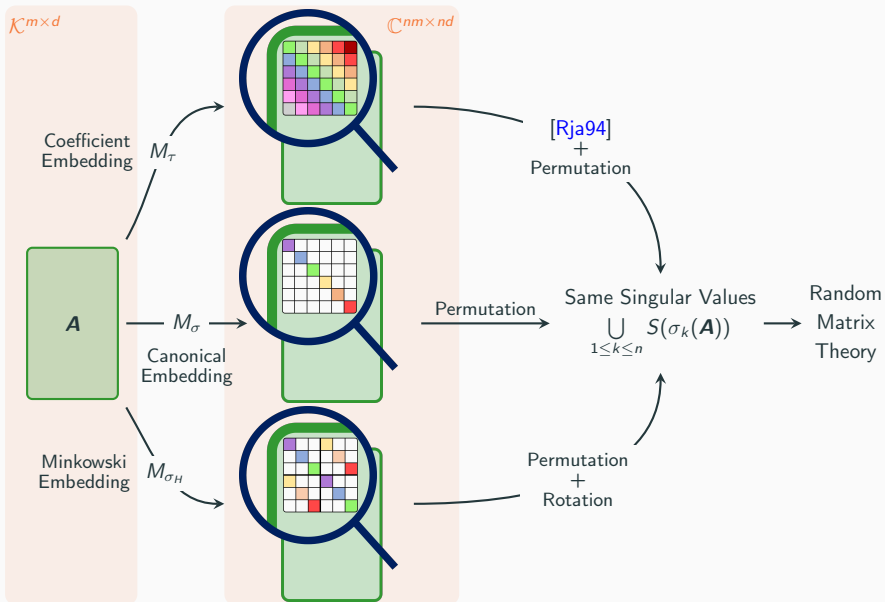 𝒦^{m×d}
ℂ^{nm×nd}
Coefficient
Embedding
M_τ
[Rja94]
+
Permutation
A
M_σ
Canonical
Embedding
Permutation
Same Singular Values
⋃_{1≤k≤n} S(σ_k(A))
Random
Matrix
Theory
Minkowski
Embedding
M_{σ_H}
Permutation
+
Rotation